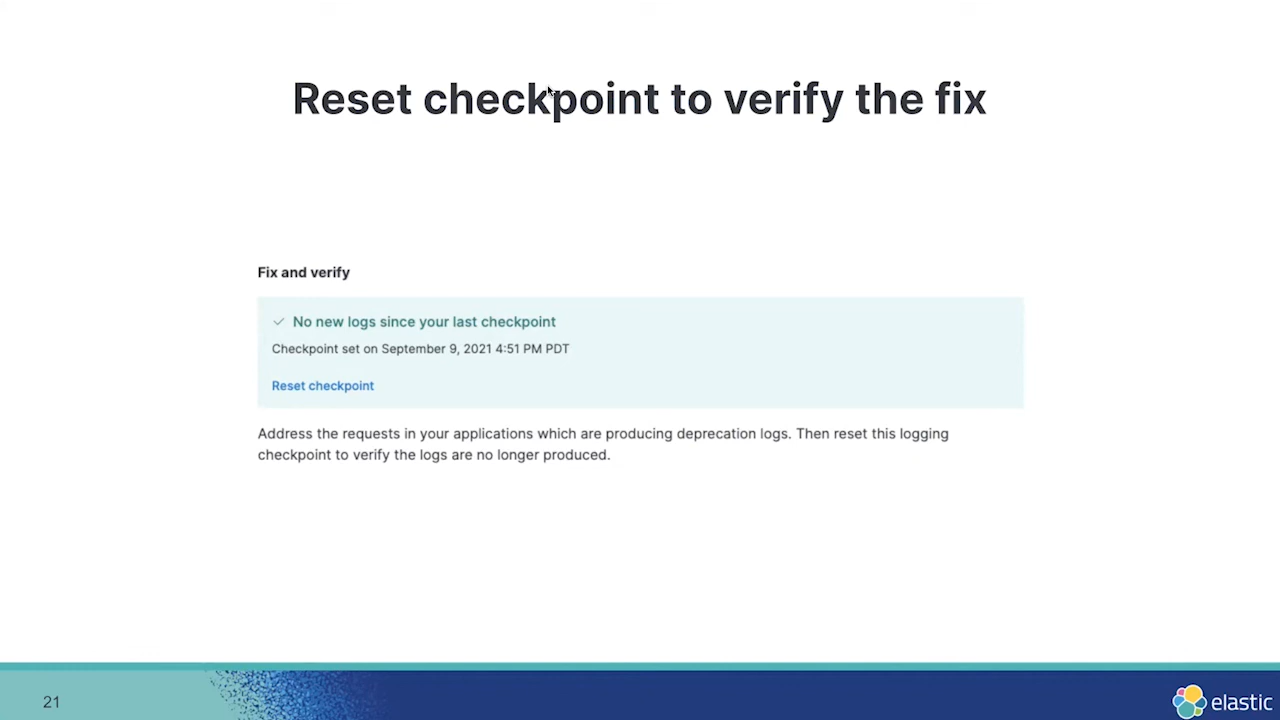 Reset checkpoint to verify the fix
Fix and verify
No new logs since your last checkpoint
Checkpoint set on September 9, 2021 4:51 PM PDT
Reset checkpoint
Address the requests in your applications which are producing deprecation logs. Then reset this logging
checkpoint to verify the logs are no longer produced.
21
elastic